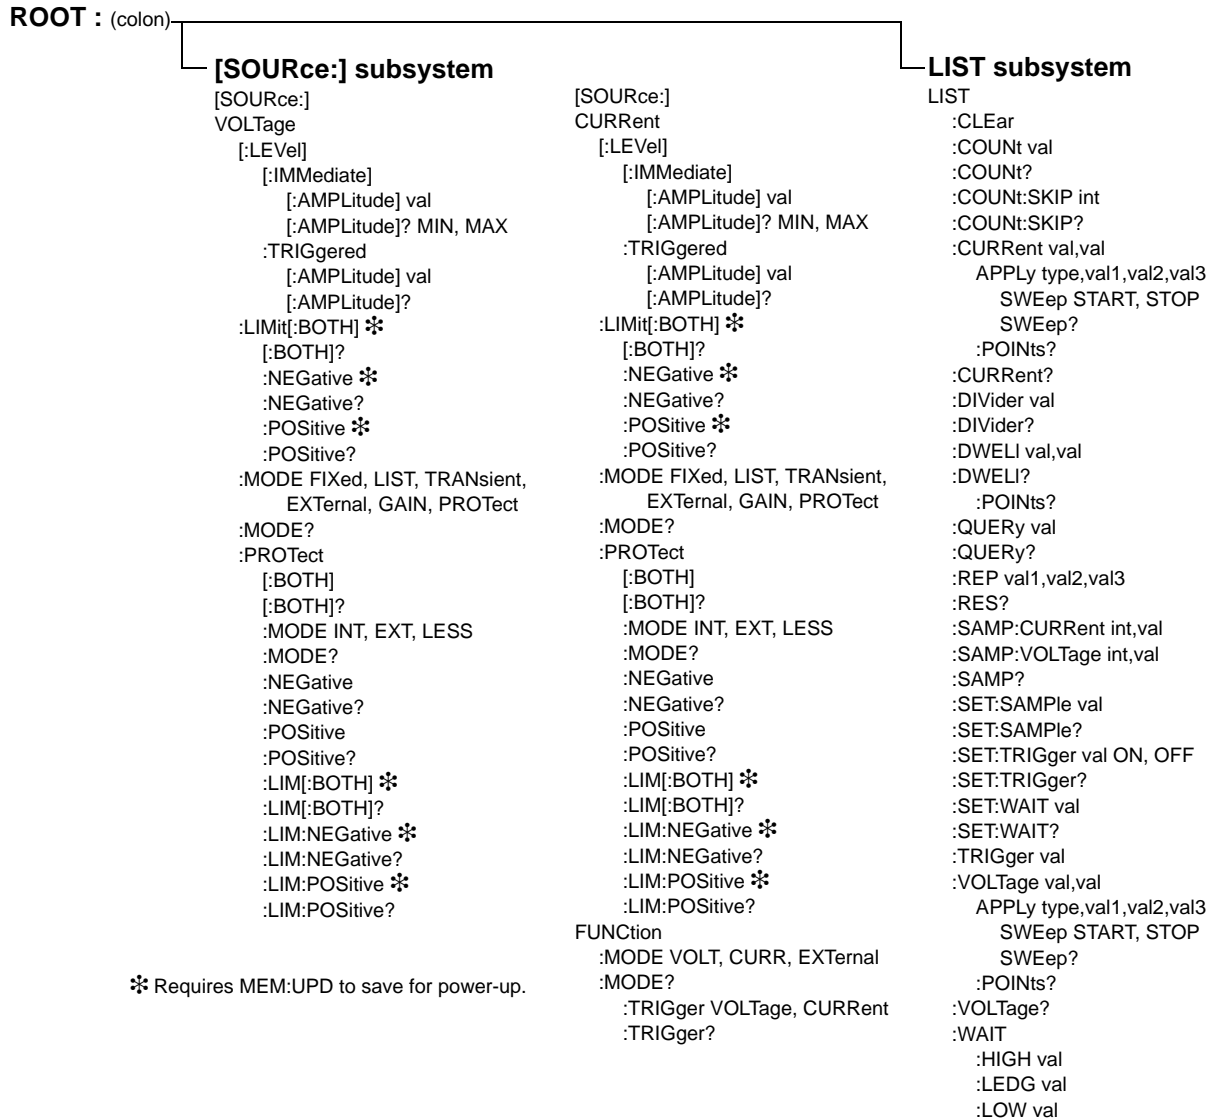 ROOT : (colon)
[SOURce:] subsystem
[SOURce:]
VOLTage
[:LEVel]
[:IMMediate]
[:AMPLitude] val
[:AMPLitude]? MIN, MAX
:TRIGgered
[:AMPLitude] val
[:AMPLitude]?
:LIMit[:BOTH] ✻
[:BOTH]?
:NEGative ✻
:NEGative?
:POSitive ✻
:POSitive?
:MODE FIXed, LIST, TRANsient,
EXTernal, GAIN, PROTect
:MODE?
:PROTect
[:BOTH]
[:BOTH]?
:MODE INT, EXT, LESS
:MODE?
:NEGative
:NEGative?
:POSitive
:POSitive?
:LIM[:BOTH] ✻
:LIM[:BOTH]?
:LIM:NEGative ✻
:LIM:NEGative?
:LIM:POSitive ✻
:LIM:POSitive?
✻ Requires MEM:UPD to save for power-up.
[SOURce:]
CURRent
[:LEVel]
[:IMMediate]
[:AMPLitude] val
[:AMPLitude]? MIN, MAX
:TRIGgered
[:AMPLitude] val
[:AMPLitude]?
:LIMit[:BOTH] ✻
[:BOTH]?
:NEGative ✻
:NEGative?
:POSitive ✻
:POSitive?
:MODE FIXed, LIST, TRANsient,
EXTernal, GAIN, PROTect
:MODE?
:PROTect
[:BOTH]
[:BOTH]?
:MODE INT, EXT, LESS
:MODE?
:NEGative
:NEGative?
:POSitive
:POSitive?
:LIM[:BOTH] ✻
:LIM[:BOTH]?
:LIM:NEGative ✻
:LIM:NEGative?
:LIM:POSitive ✻
:LIM:POSitive?
FUNCtion
:MODE VOLT, CURR, EXTernal
:MODE?
:TRIGger VOLTage, CURRent
:TRIGger?
LIST subsystem
LIST
:CLEar
:COUNt val
:COUNt?
:COUNt:SKIP int
:COUNt:SKIP?
:CURRent val,val
APPLy type,val1,val2,val3
SWEep START, STOP
SWEep?
:POINts?
:CURRent?
:DIVider val
:DIVider?
:DWELl val,val
:DWELl?
:POINts?
:QUERy val
:QUERy?
:REP val1,val2,val3
:RES?
:SAMP:CURRent int,val
:SAMP:VOLTage int,val
:SAMP?
:SET:SAMPle val
:SET:SAMPle?
:SET:TRIGger val ON, OFF
:SET:TRIGger?
:SET:WAIT val
:SET:WAIT?
:TRIGger val
:VOLTage val,val
APPLy type,val1,val2,val3
SWEep START, STOP
SWEep?
:POINts?
:VOLTage?
:WAIT
:HIGH val
:LEDG val
:LOW val